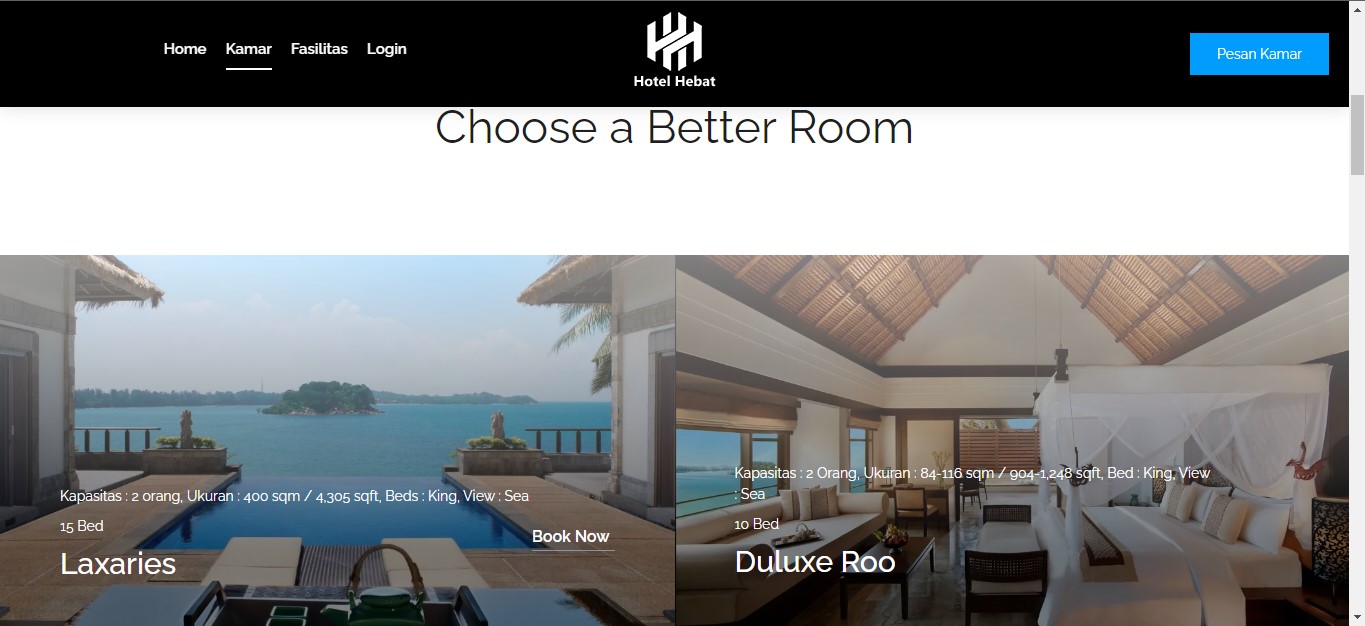 Home Kamar Fasilitas Login
Hotel Hebat
Pesan Kamar
Choose a Better Room
Kapasitas : 2 orang, Ukuran : 400 sqm / 4,305 sqft, Beds : King, View : Sea
15 Bed
Book Now
Laxaries
Kapasitas : 2 Orang, Ukuran : 84-116 sqm / 904-1,248 sqft, Bed : King, View
: Sea
10 Bed
Duluxe Roo